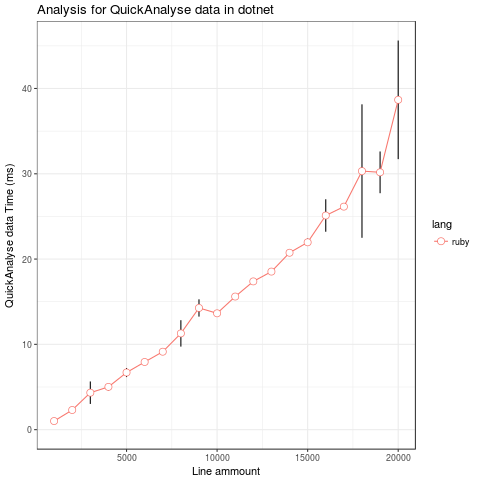 Analysis for QuickAnalyse data in dotnet
QuickAnalyse data Time (ms)
40
30
20
10
0
5000
10000
15000
20000
Line ammount
lang
ruby